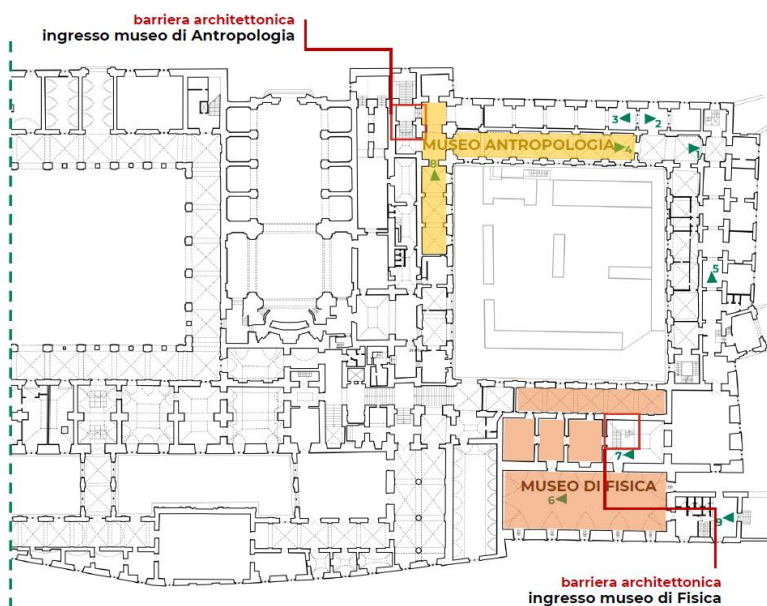 barriera architettonica
ingresso museo di Antropologia
3 2
MUSEO ANTROPOLOGIA 4 1
8
5
7
MUSEO DI FISICA
6
9
barriera architettonica
ingresso museo di Fisica